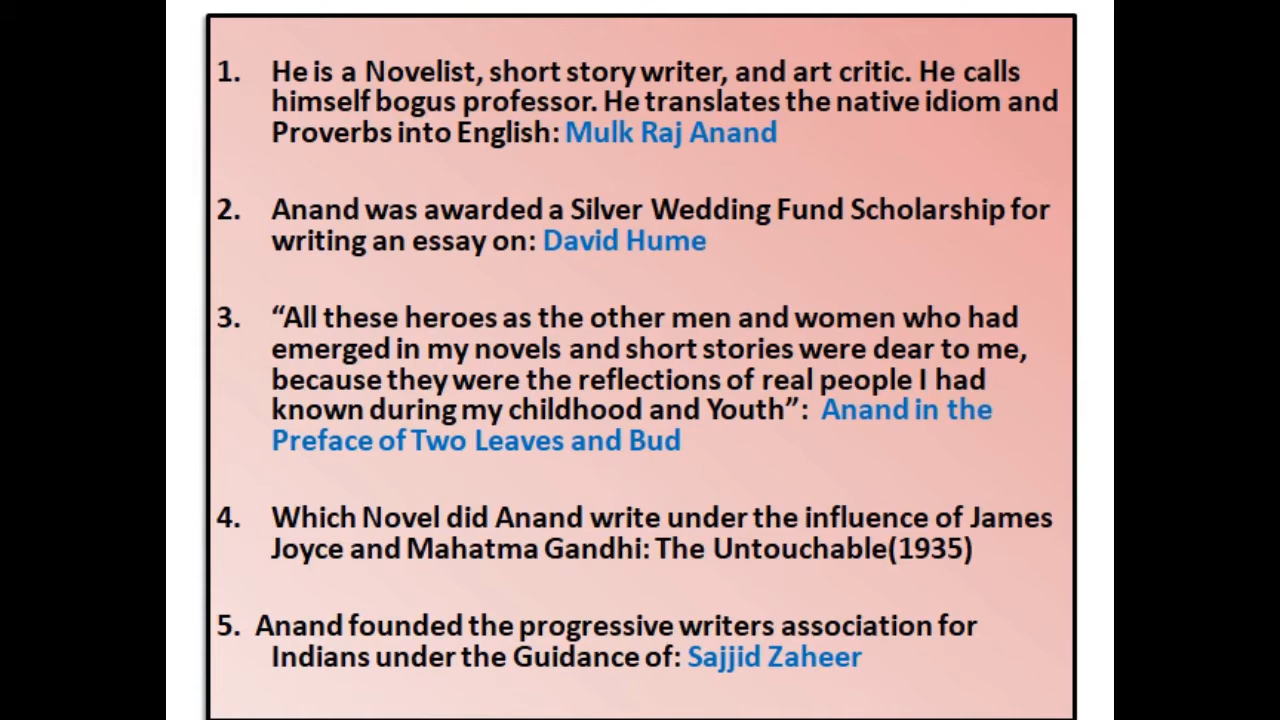 1. He is a Novelist, short story writer, and art critic. He calls
himself bogus professor. He translates the native idiom and
Proverbs into English: Mulk Raj Anand
2. Anand was awarded a Silver Wedding Fund Scholarship for
writing an essay on: David Hume
3. “All these heroes as the other men and women who had
emerged in my novels and short stories were dear to me,
because they were the reflections of real people I had
known during my childhood and Youth”: Anand in the
Preface of Two Leaves and Bud
4. Which Novel did Anand write under the influence of James
Joyce and Mahatma Gandhi: The Untouchable(1935)
5. Anand founded the progressive writers association for
Indians under the Guidance of: Sajjid Zaheer